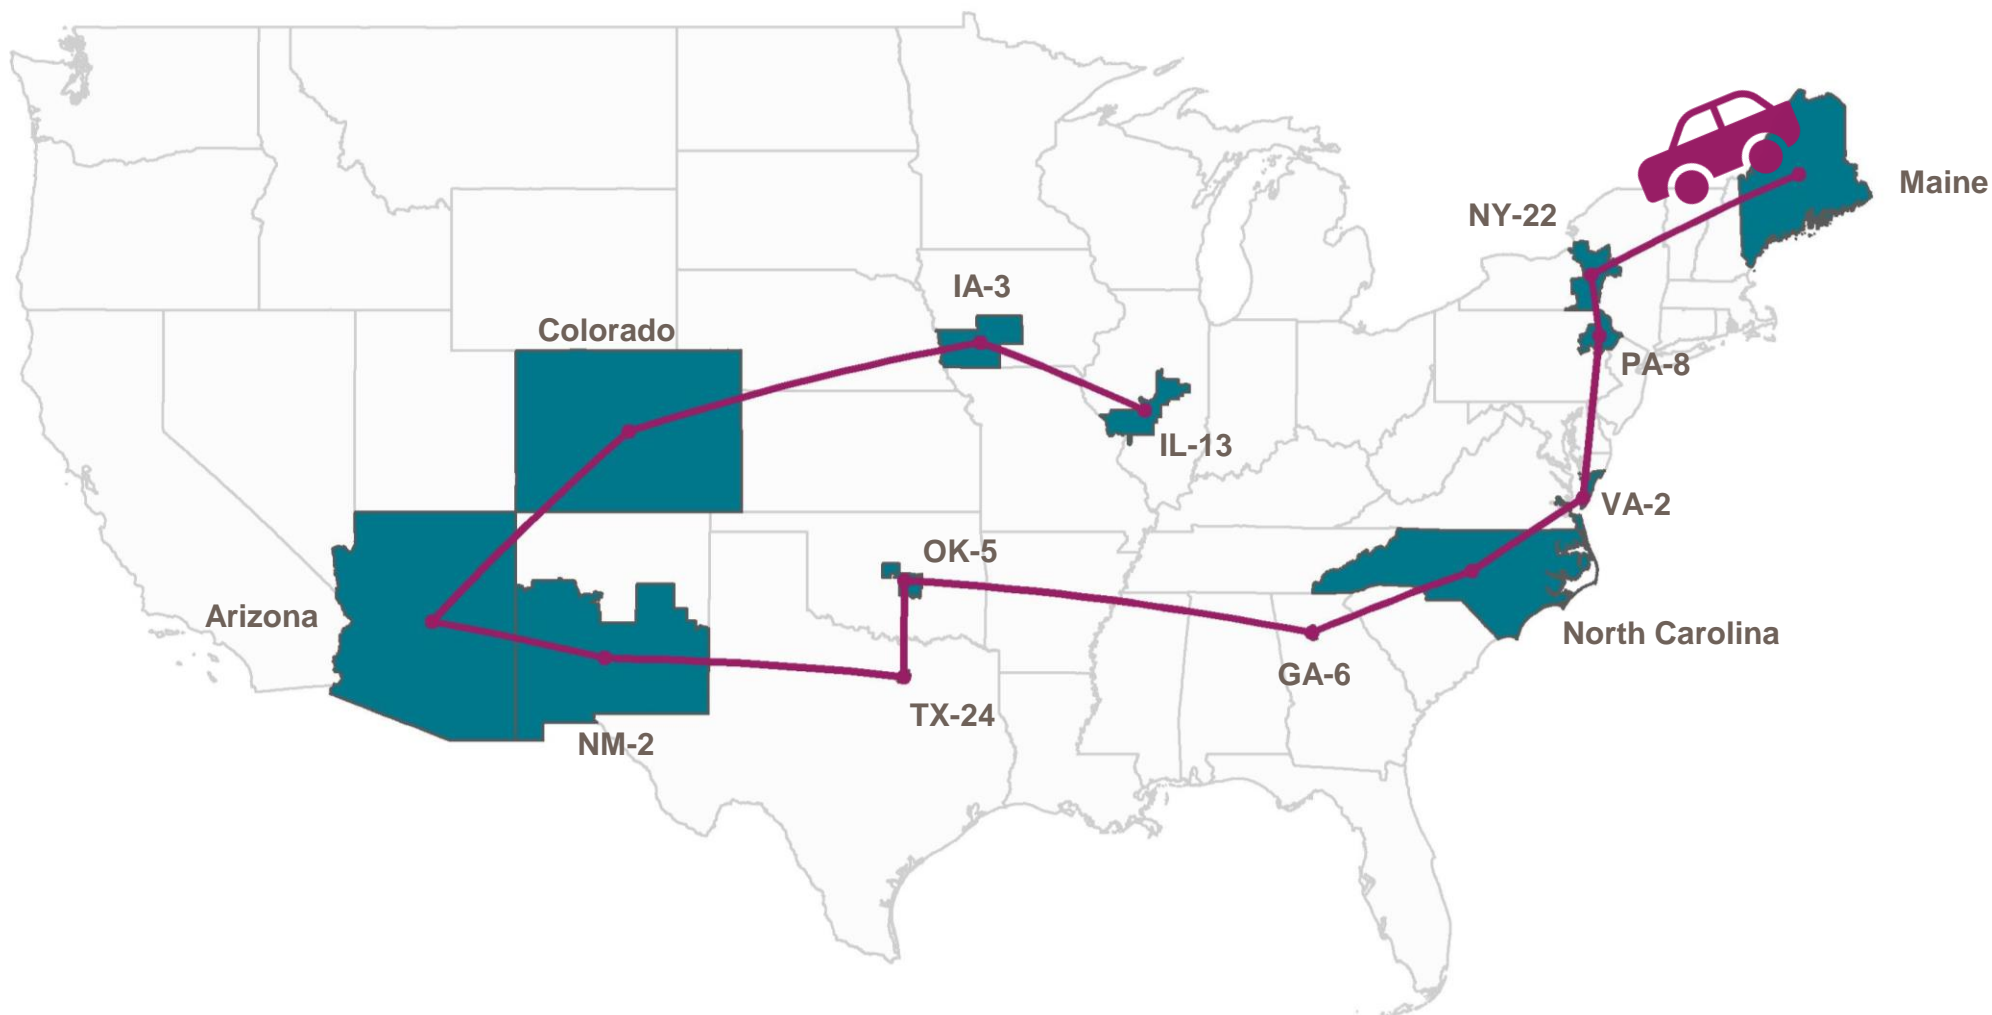 Maine
NY-22
IA-3
Colorado
PA-8
IL-13
VA-2
OK-5
Arizona
North Carolina
GA-6
TX-24
NM-2